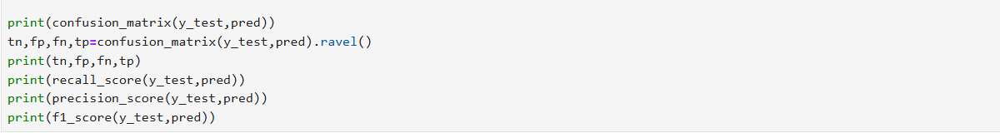 print(confusion_matrix(y_test,pred))
tn,fp,fn,tp=confusion_matrix(y_test,pred).ravel()
print(tn,fp,fn,tp)
print(recall_score(y_test,pred))
print(precision_score(y_test,pred))
print(f1_score(y_test,pred))